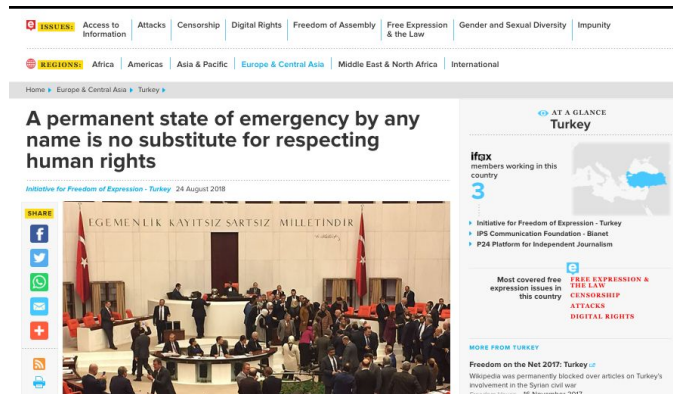 ISSUES:
Access to
Information
Attacks
Censorship
Digital Rights
Freedom of Assembly
Free Expression
& the Law
Gender and Sexual Diversity
Impunity
REGIONS:
Africa
Americas
Asia & Pacific
Europe & Central Asia
Middle East & North Africa
International
Home
Europe & Central Asia
Turkey
A permanent state of emergency by any
name is no substitute for respecting
human rights
Initiative for Freedom of Expression - Turkey 24 August 2018
SHARE
EGEMENLİK KAYITSIZ ŞARTSIZ MİLLETİNDİR
AT A GLANCE
Turkey
ifex
members working in this
country
3
Initiative for Freedom of Expression - Turkey
IPS Communication Foundation - Bianet
P24 Platform for Independent Journalism
Most covered free
expression issues in
this country
FREE EXPRESSION &
THE LAW
CENSORSHIP
ATTACKS
DIGITAL RIGHTS
MORE FROM TURKEY
Freedom on the Net 2017: Turkey
Wikipedia was permanently blocked over articles on Turkey's
involvement in the Syrian civil war